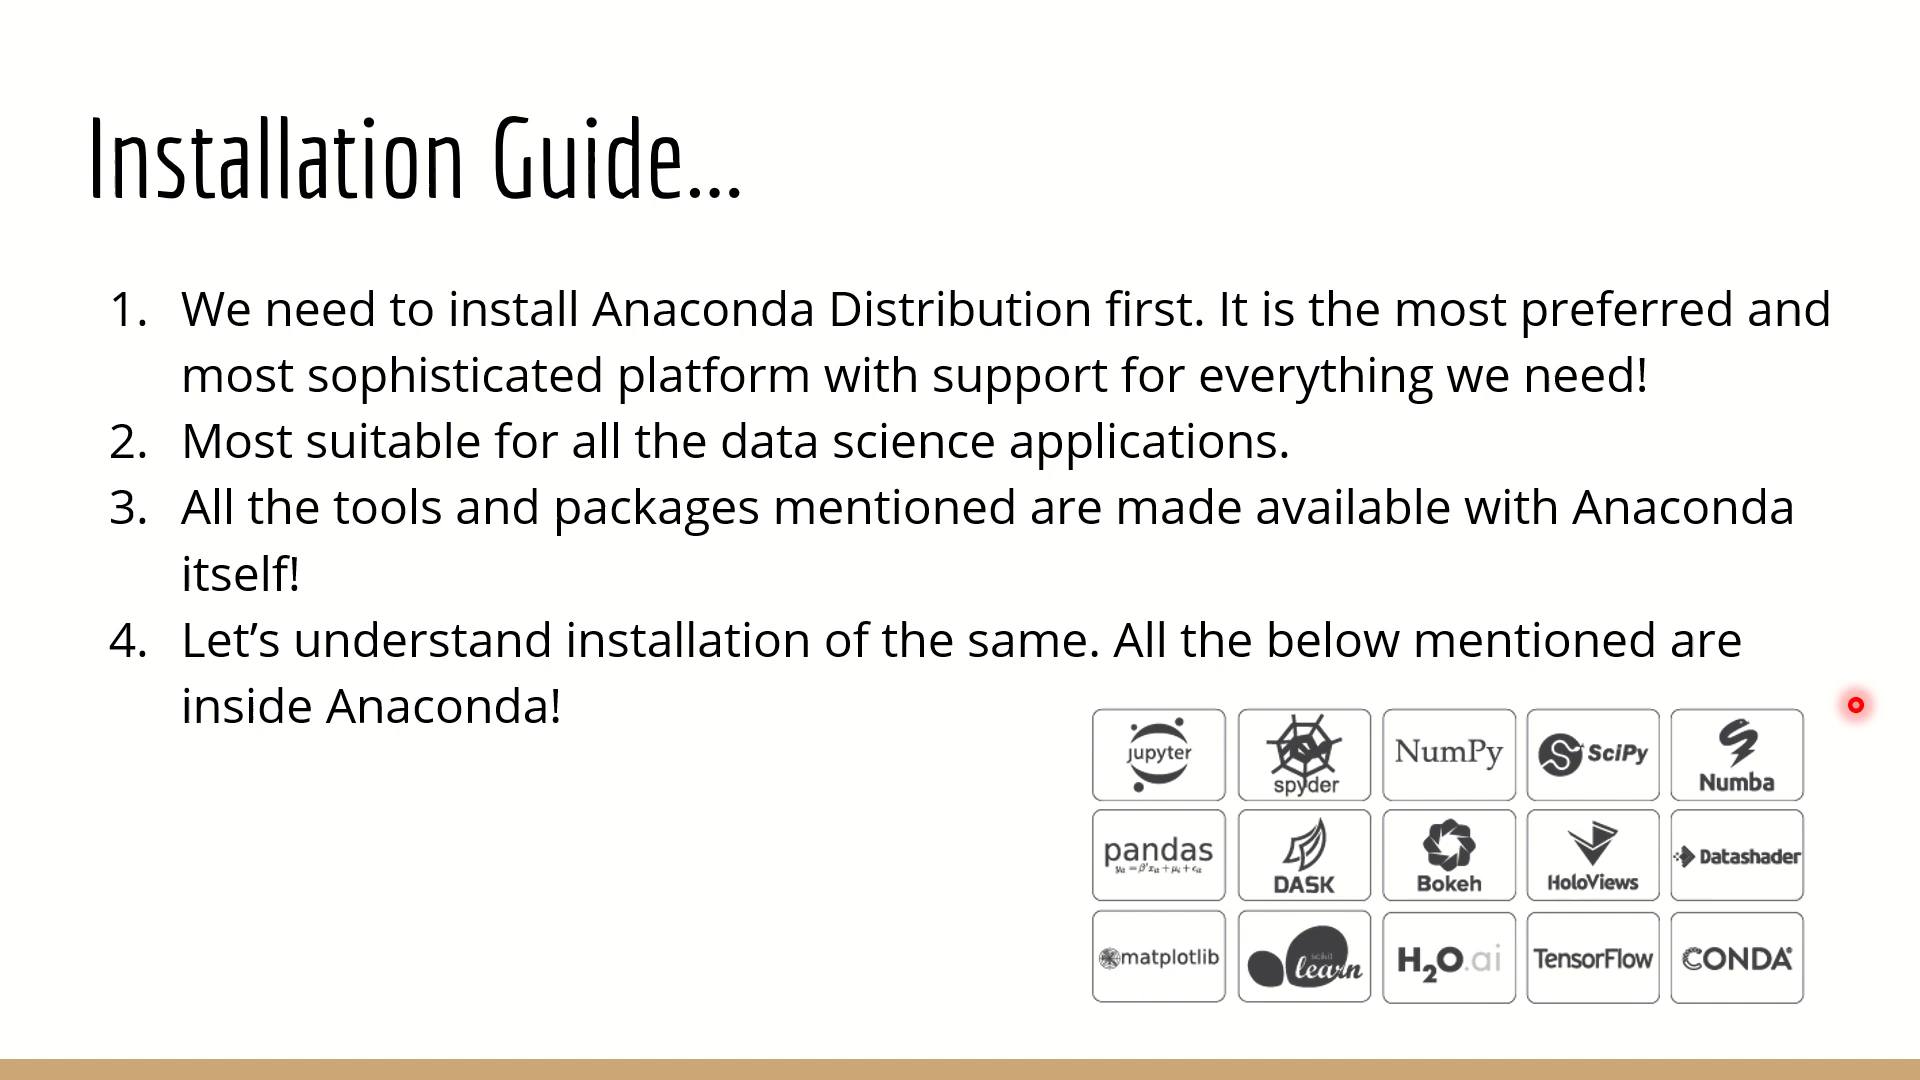 Installation Guide...
1. We need to install Anaconda Distribution first. It is the most preferred and
most sophisticated platform with support for everything we need!
2. Most suitable for all the data science applications.
3. All the tools and packages mentioned are made available with Anaconda
itself!
4. Let’s understand installation of the same. All the below mentioned are
inside Anaconda!
jupyter
spyder
NumPy
SciPy
Numba
pandas
DASK
Bokeh
HoloViews
Datashader
matplotlib
scikit
learn
H2O.ai
TensorFlow
CONDA